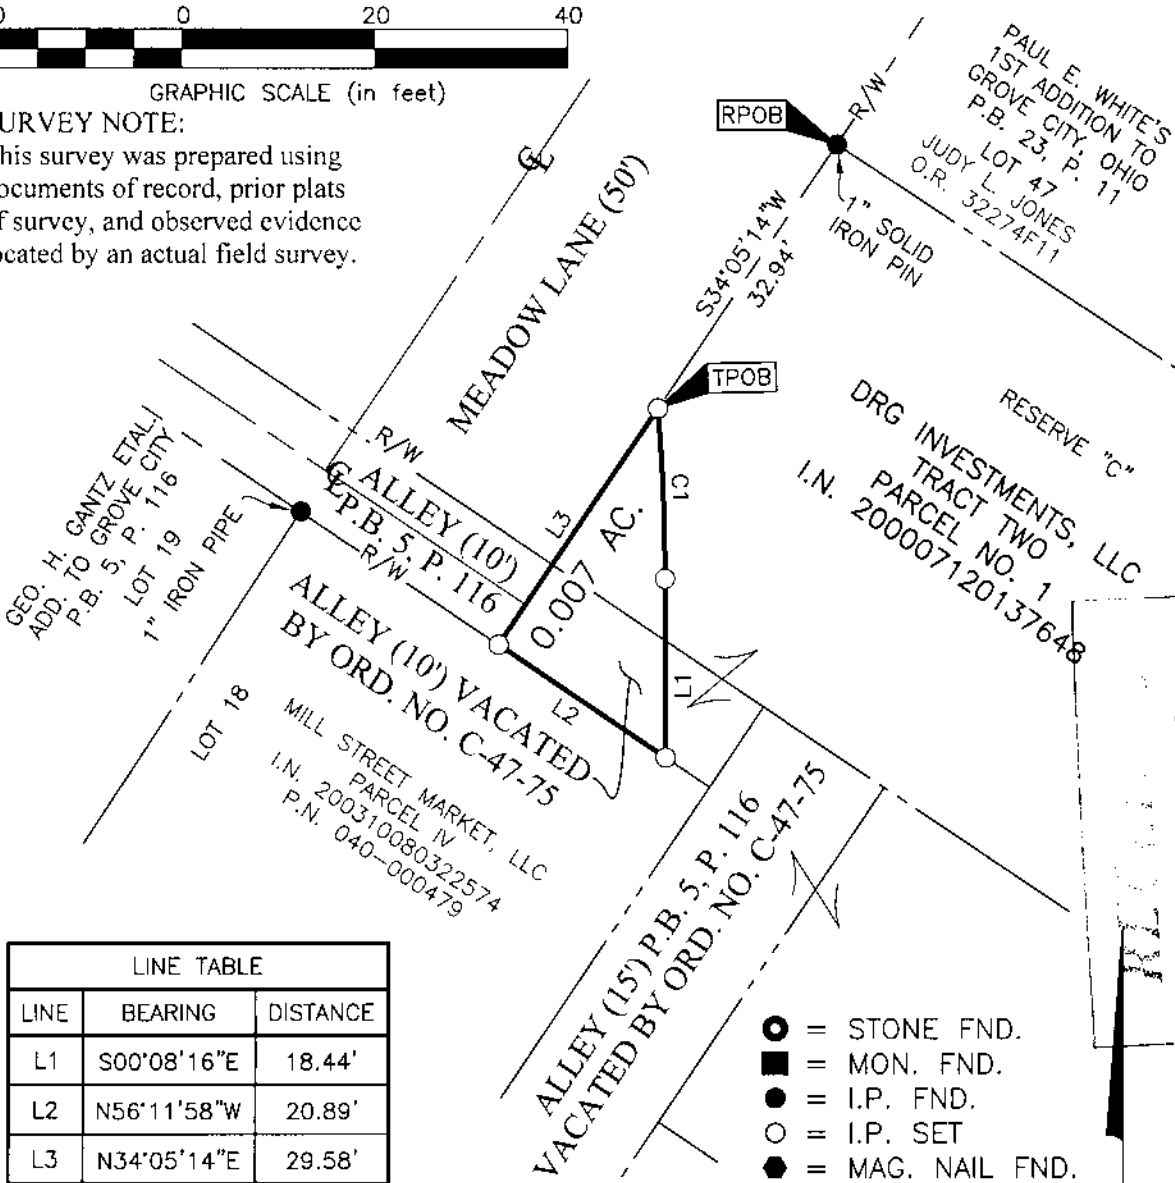 0 0 20 40
GRAPHIC SCALE (in feet)
URVEY NOTE:
his survey was prepared using
ocuments of record, prior plats
f survey, and observed evidence
ocated by an actual field survey.
RPOB
R/W
PAUL E. WHITE'S
1ST ADDITION TO
GROVE CITY, OHIO
P.B. 23, P. 11
LOT 47
JUDY L. JONES
O.R. 32274F11
1" SOLID
IRON PIN
S34°05'14"W
32.94'
MEADOW LANE (50')
TPOB
RESERVE "C"
DRG INVESTMENTS, LLC
TRACT TWO
PARCEL NO. 1
I.N. 200007120137648
R/W
ALLEY (10')
P.B. 5, P. 116
R/W
L3
C1
0.007 AC.
L1
L2
GEO. H. GANTZ ETAL.
ADD. TO GROVE CITY
P.B. 5, P. 116
LOT 19
1" IRON PIPE
ALLEY (10') VACATED
BY ORD. NO. C-47-75
LOT 18
MILL STREET MARKET, LLC
PARCEL IV
I.N. 200310080322574
P.N. 040-000479
ALLEY (15') P.B. 5, P. 116
VACATED BY ORD. NO. C-47-75
LINE TABLE
LINE BEARING DISTANCE
L1 S00°08'16"E 18.44'
L2 N56°11'58"W 20.89'
L3 N34°05'14"E 29.58'
= STONE FND.
= MON. FND.
= I.P. FND.
= I.P. SET
= MAG. NAIL FND.